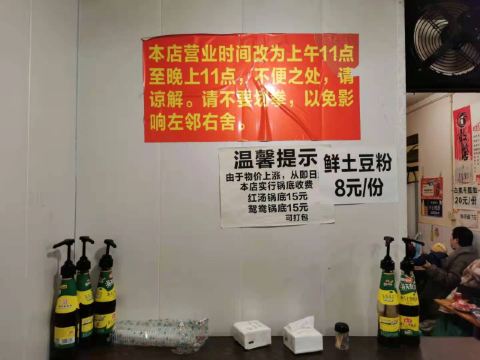 本店营业时间改为上午11点
至晚上11点，不便之处，请
谅解。请不要划拳，以免影
响左邻右舍。
温馨提示
由于物价上涨，从即日
本店实行锅底收费
红汤锅底15元
鸳鸯锅底15元
可打包
鲜土豆粉
8元/份
20元/份